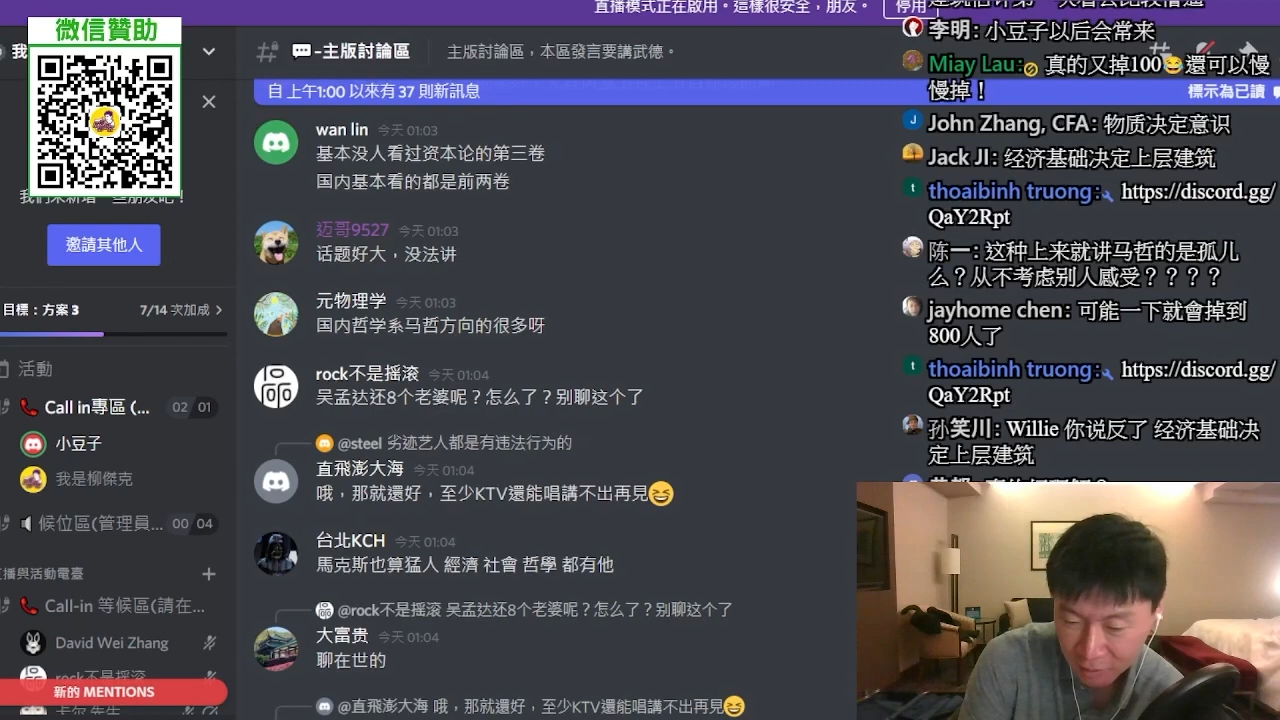 直播模式正在啟用。這樣很安全，朋友。
停用
微信贊助
我
邀請其他人
目標：方案 3
7/14 次加成
活動
Call in專區 (...
02 01
小豆子
我是柳傑克
候位區(管理員...
00 04
直播與活動電臺
Call-in 等候區(請在...
David Wei Zhang
rock不是摇滚
新的 MENTIONS
-主版討論區
主版討論區，本區發言要講武德。
自 上午1:00 以來有 37 則新訊息
標示為已讀
wan lin 今天 01:03
基本没人看过资本论的第三卷
国内基本看的都是前两卷
迈哥9527 今天 01:03
话题好大，没法讲
元物理学 今天 01:03
国内哲学系马哲方向的很多呀
rock不是摇滚 今天 01:04
吴孟达还8个老婆呢？怎么了？别聊这个了
@steel 劣迹艺人都是有违法行为的
直飛澎大海 今天 01:04
哦，那就還好，至少KTV還能唱講不出再見😆
台北KCH 今天 01:04
馬克斯也算猛人 經濟 社會 哲學 都有他
@rock不是摇滚 吴孟达还8个老婆呢？怎么了？别聊这个了
大富贵 今天 01:04
聊在世的
@直飛澎大海 哦，那就還好，至少KTV還能唱講不出再見😆
李明: 小豆子以后会常来
Miay Lau: 真的又掉100😂還可以慢
慢掉！
John Zhang, CFA: 物质决定意识
Jack JI: 经济基础决定上层建筑
thoaibinh truong: https://discord.gg/
QaY2Rpt
陈一: 这种上来就讲马哲的是孤儿
么？从不考虑别人感受？？？？
jayhome chen: 可能一下就會掉到
800人了
thoaibinh truong: https://discord.gg/
QaY2Rpt
孙笑川: Willie 你说反了 经济基础决
定上层建筑